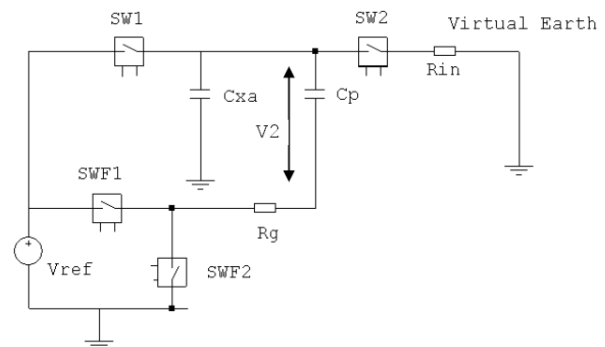 SW1
SW2
Virtual Earth
Rin
Cxa
Cp
V2
SWF1
Rg
+
Vref
SWF2